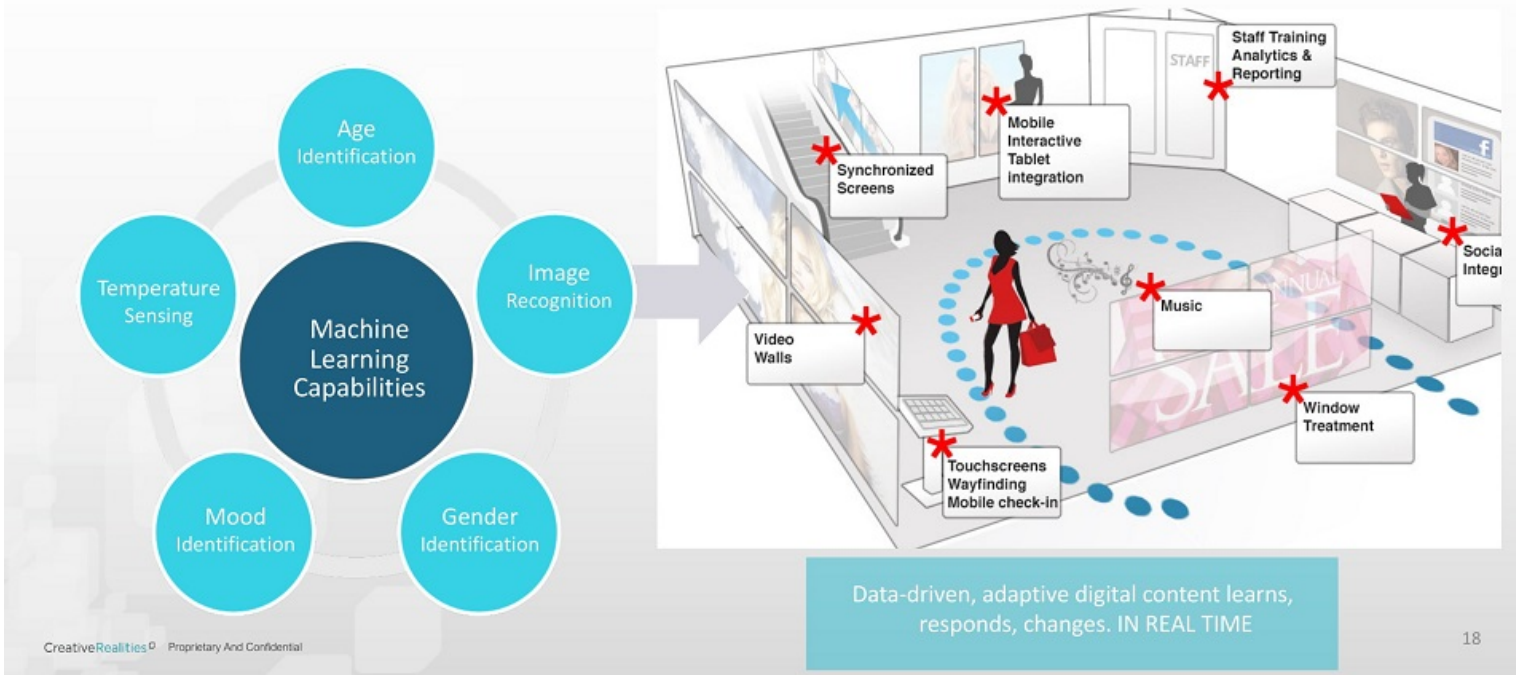 Age
Identification
Temperature
Sensing
Image
Recognition
Machine
Learning
Capabilities
Mood
Identification
Gender
Identification
STAFF
Staff Training
Analytics &
Reporting
Mobile
Interactive
Tablet
integration
Synchronized
Screens
f
Socia
Integr
Music
Video
Walls
SALE
Window
Treatment
Touchscreens
Wayfinding
Mobile check-in
Data-driven, adaptive digital content learns,
responds, changes. IN REAL TIME
CreativeRealities Proprietary And Confidential
18